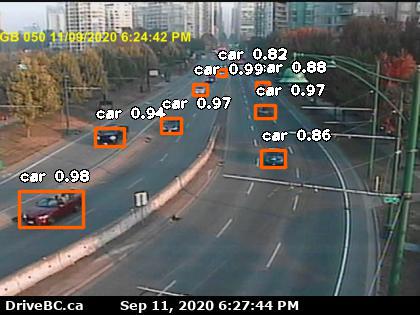 GB 050 11/09/2020 6:24:42 PM
car 0.82
car 0.99
ar 0.88
car 0.97
car 0.94
car 0.97
car 0.86
car 0.98
DriveBC.ca Sep 11, 2020 6:27:44 PM